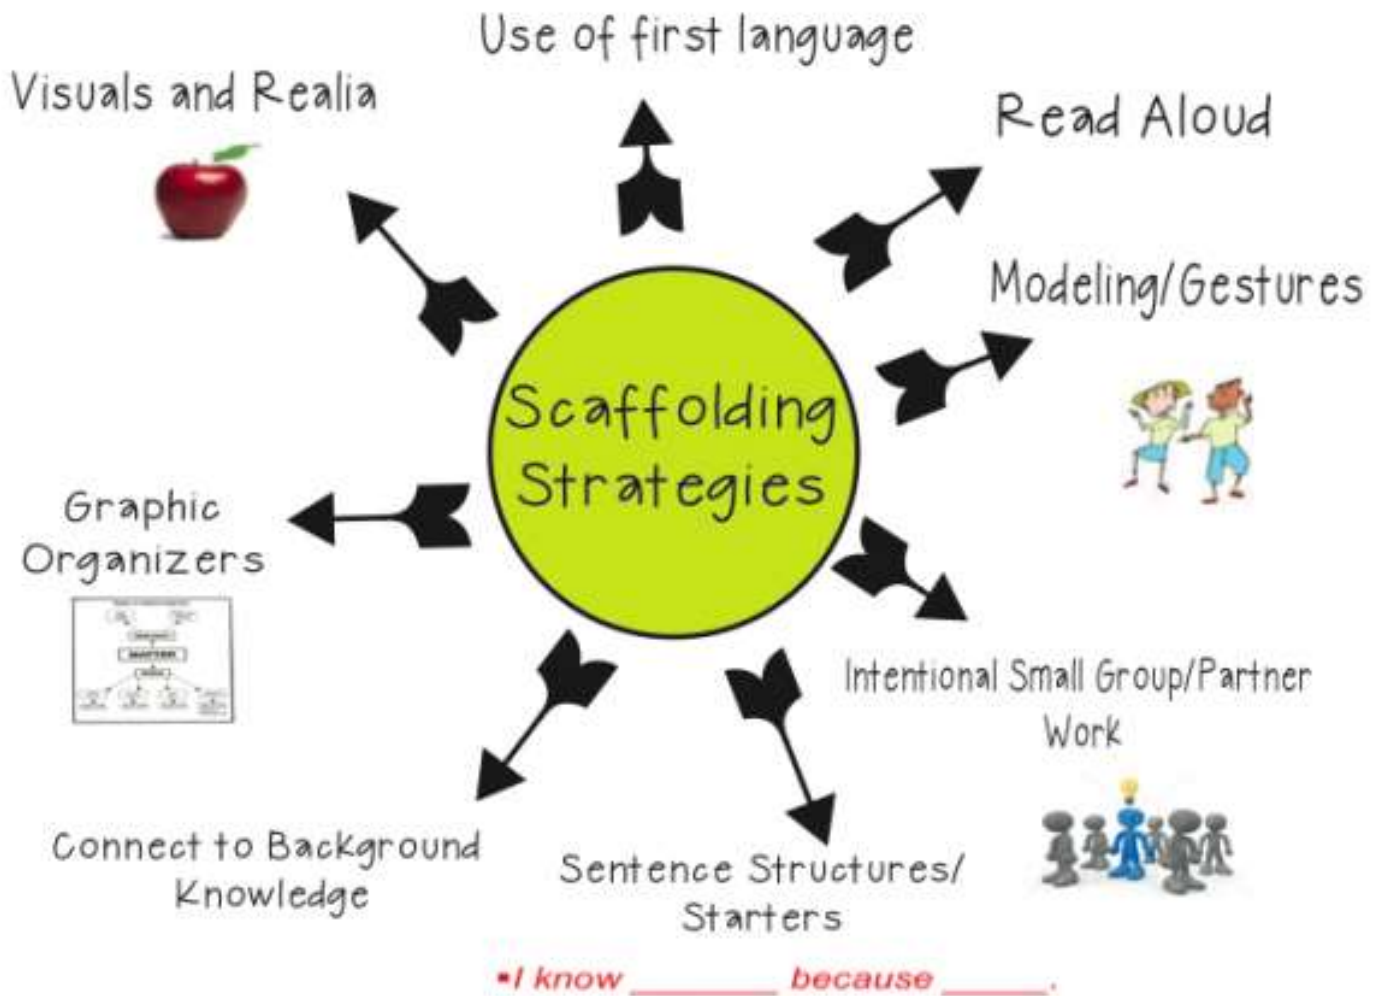 Use of first language
Visuals and Realia
Read Aloud
Modeling/Gestures
Scaffolding
Strategies
Graphic
Organizers
MATTER
Intentional Small Group/Partner
Work
Connect to Background
Knowledge
Sentence Structures/
Starters
▪I know _______ because _____.